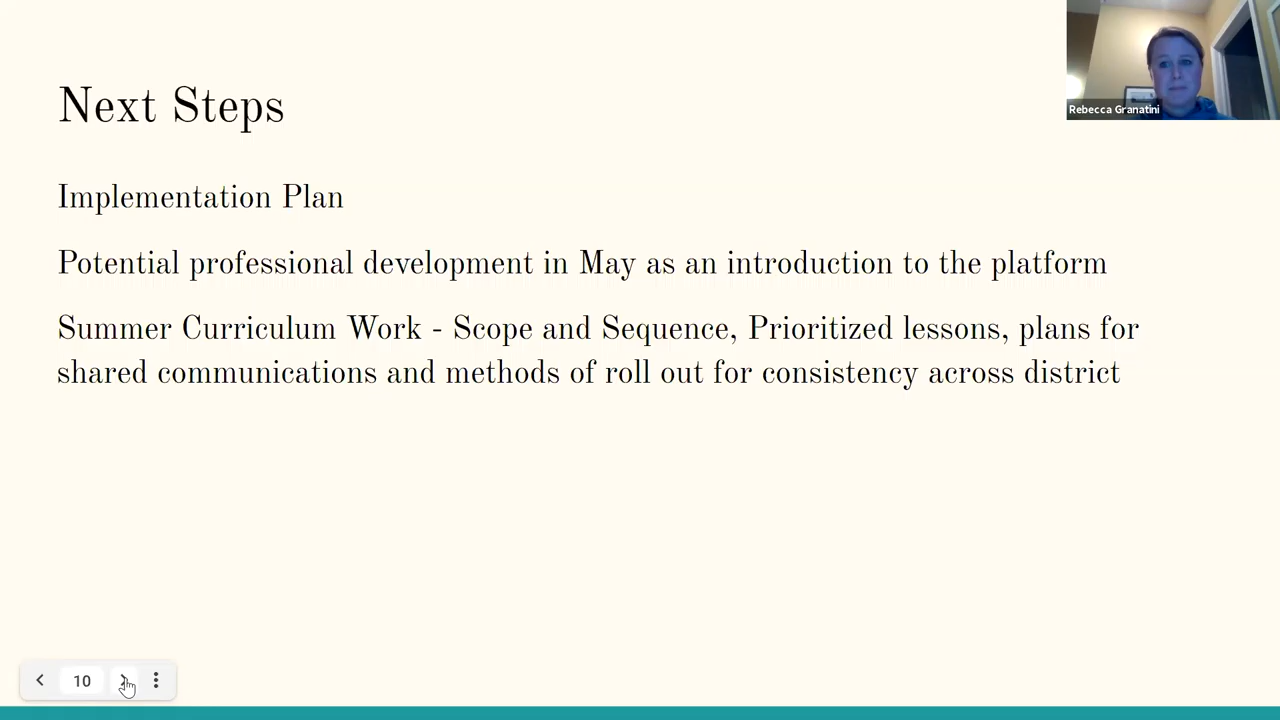 Next Steps
Rebecca Granatini
Implementation Plan
Potential professional development in May as an introduction to the platform
Summer Curriculum Work - Scope and Sequence, Prioritized lessons, plans for
shared communications and methods of roll out for consistency across district
10